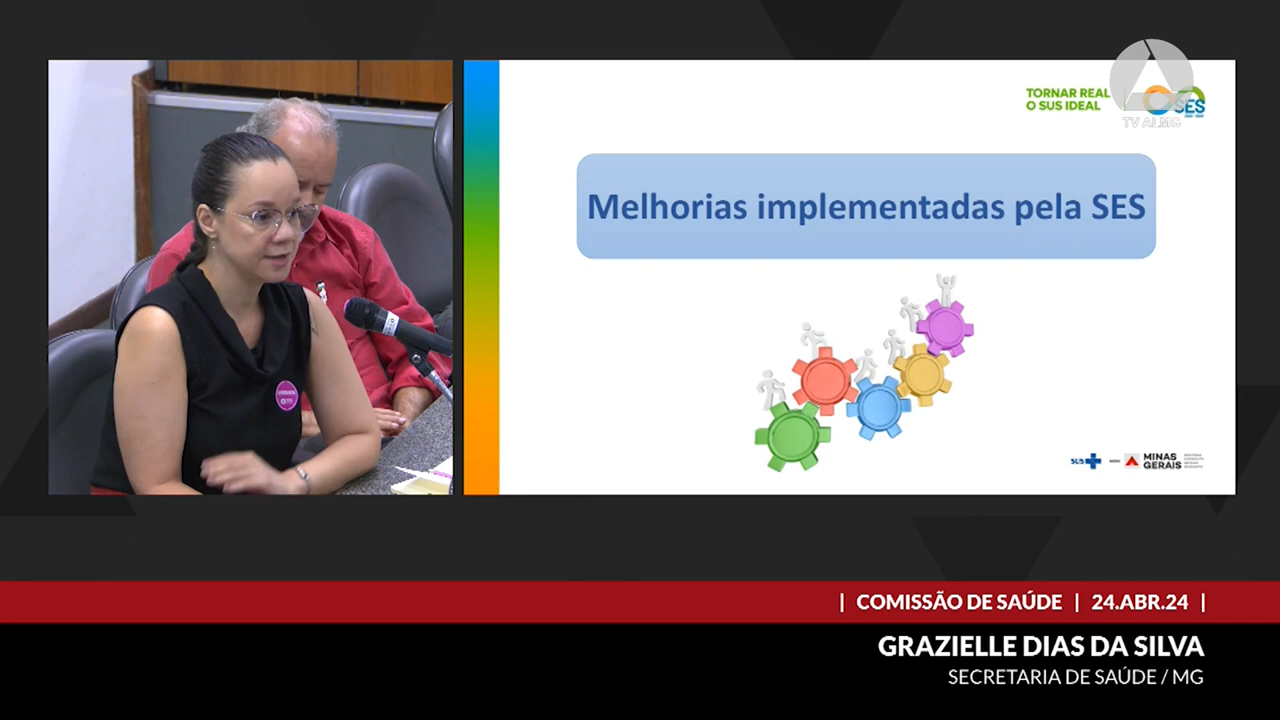 TORNAR REAL
O SUS IDEAL
SES
TV ALMG
Melhorias implementadas pela SES
SUS
MINAS
GERAIS
| COMISSÃO DE SAÚDE | 24.ABR.24 |
GRAZIELLE DIAS DA SILVA
SECRETARIA DE SAÚDE / MG